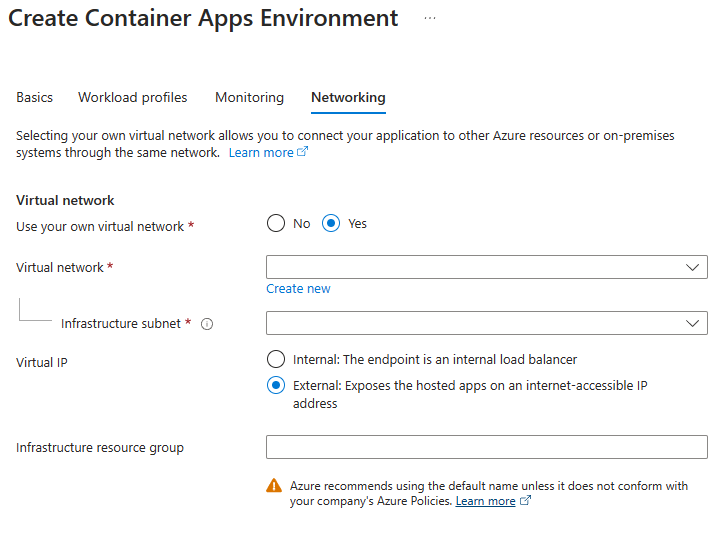 Create Container Apps Environment ...
Basics Workload profiles Monitoring Networking
Selecting your own virtual network allows you to connect your application to other Azure resources or on-premises
systems through the same network. Learn more
Virtual network
Use your own virtual network * No Yes
Virtual network *
Create new
Infrastructure subnet *
Virtual IP Internal: The endpoint is an internal load balancer
External: Exposes the hosted apps on an internet-accessible IP
address
Infrastructure resource group
Azure recommends using the default name unless it does not conform with
your company's Azure Policies. Learn more